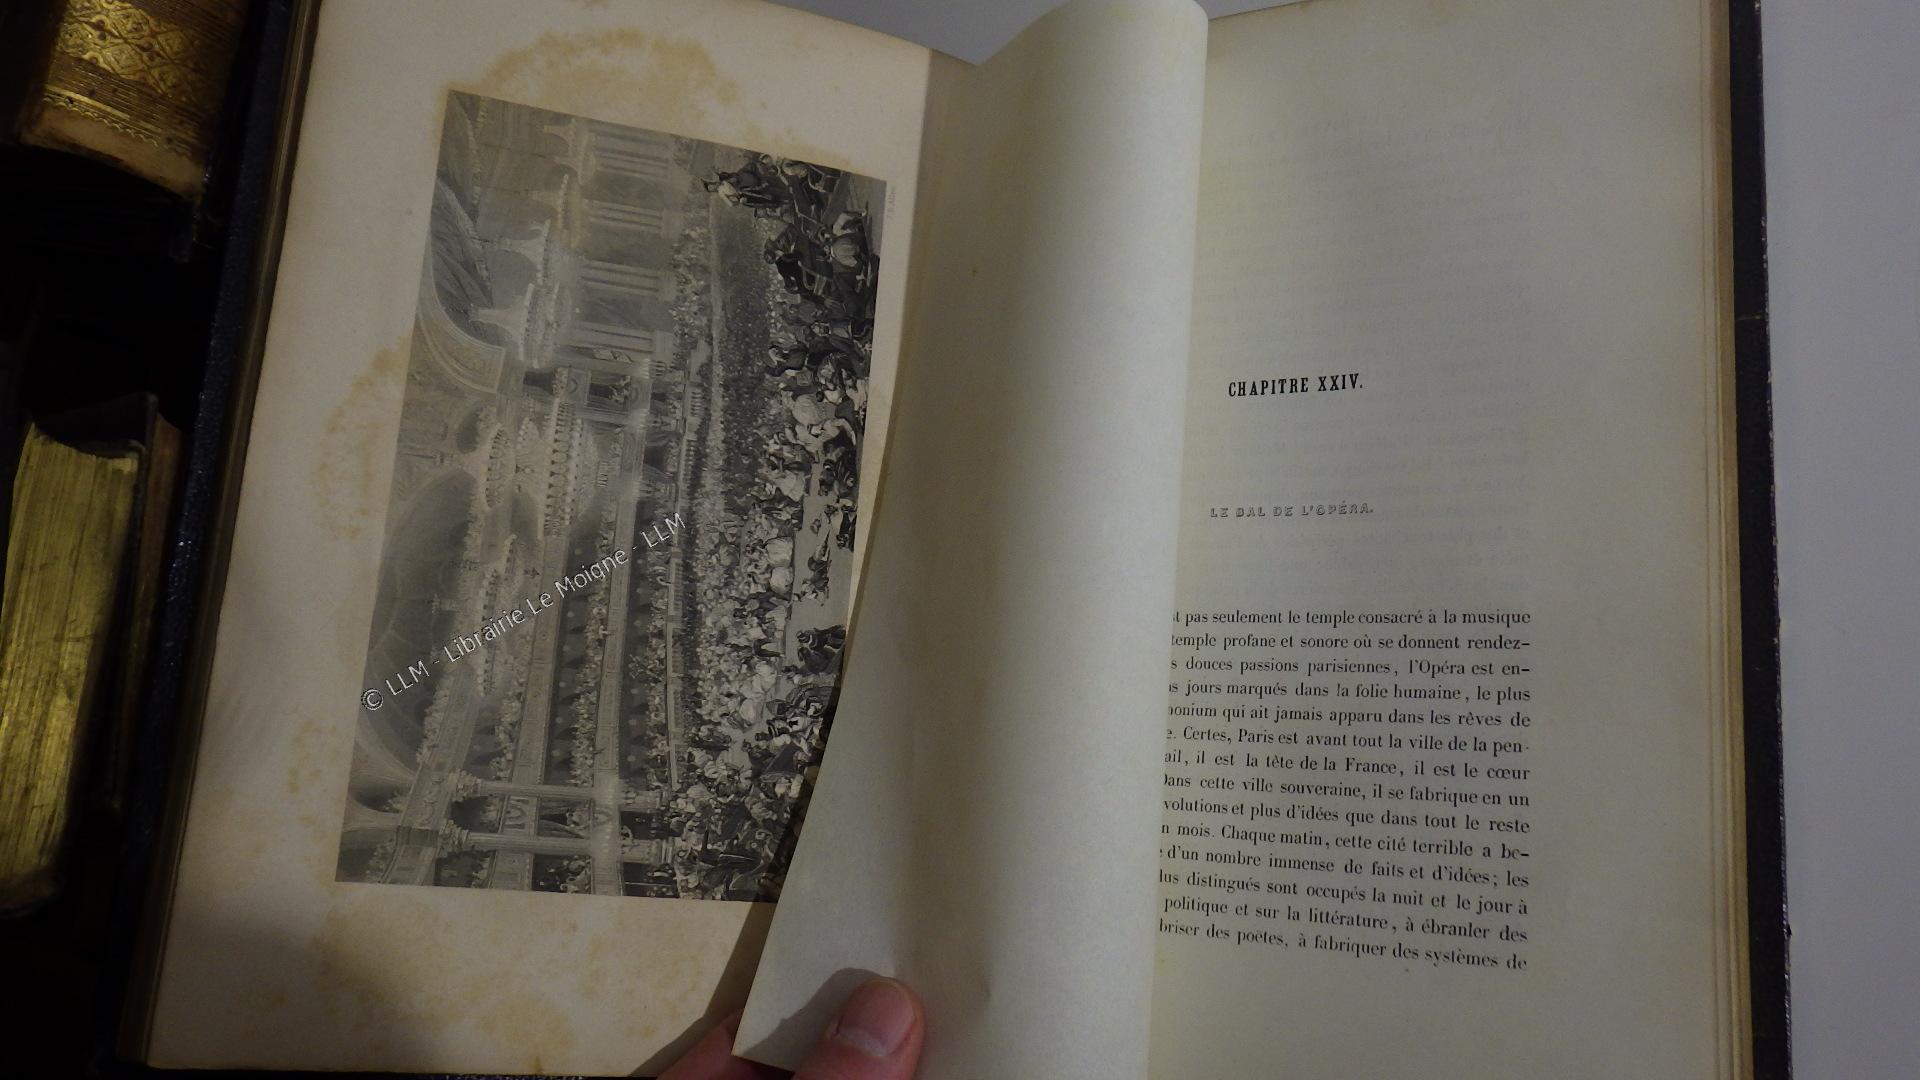 J.B. Allen
© LLM - Librairie Le Moigne - LLM
CHAPITRE XXIV.
LE BAL DE L'OPÉRA.
pas seulement le temple consacré à la musique
temple profane et sonore où se donnent rendez-
douces passions parisiennes, l'Opéra est en-
jours marqués dans la folie humaine, le plus
qui ait jamais apparu dans les rêves de
Certes, Paris est avant tout la ville de la pen-
il est la tête de la France, il est le cœur
Dans cette ville souveraine, il se fabrique en un
volutions et plus d'idées que dans tout le reste
n mois. Chaque matin, cette cité terrible a be-
d'un nombre immense de faits et d'idées; les
lus distingués sont occupés la nuit et le jour à
politique et sur la littérature, à ébranler des
briser des poëtes, à fabriquer des systèmes de